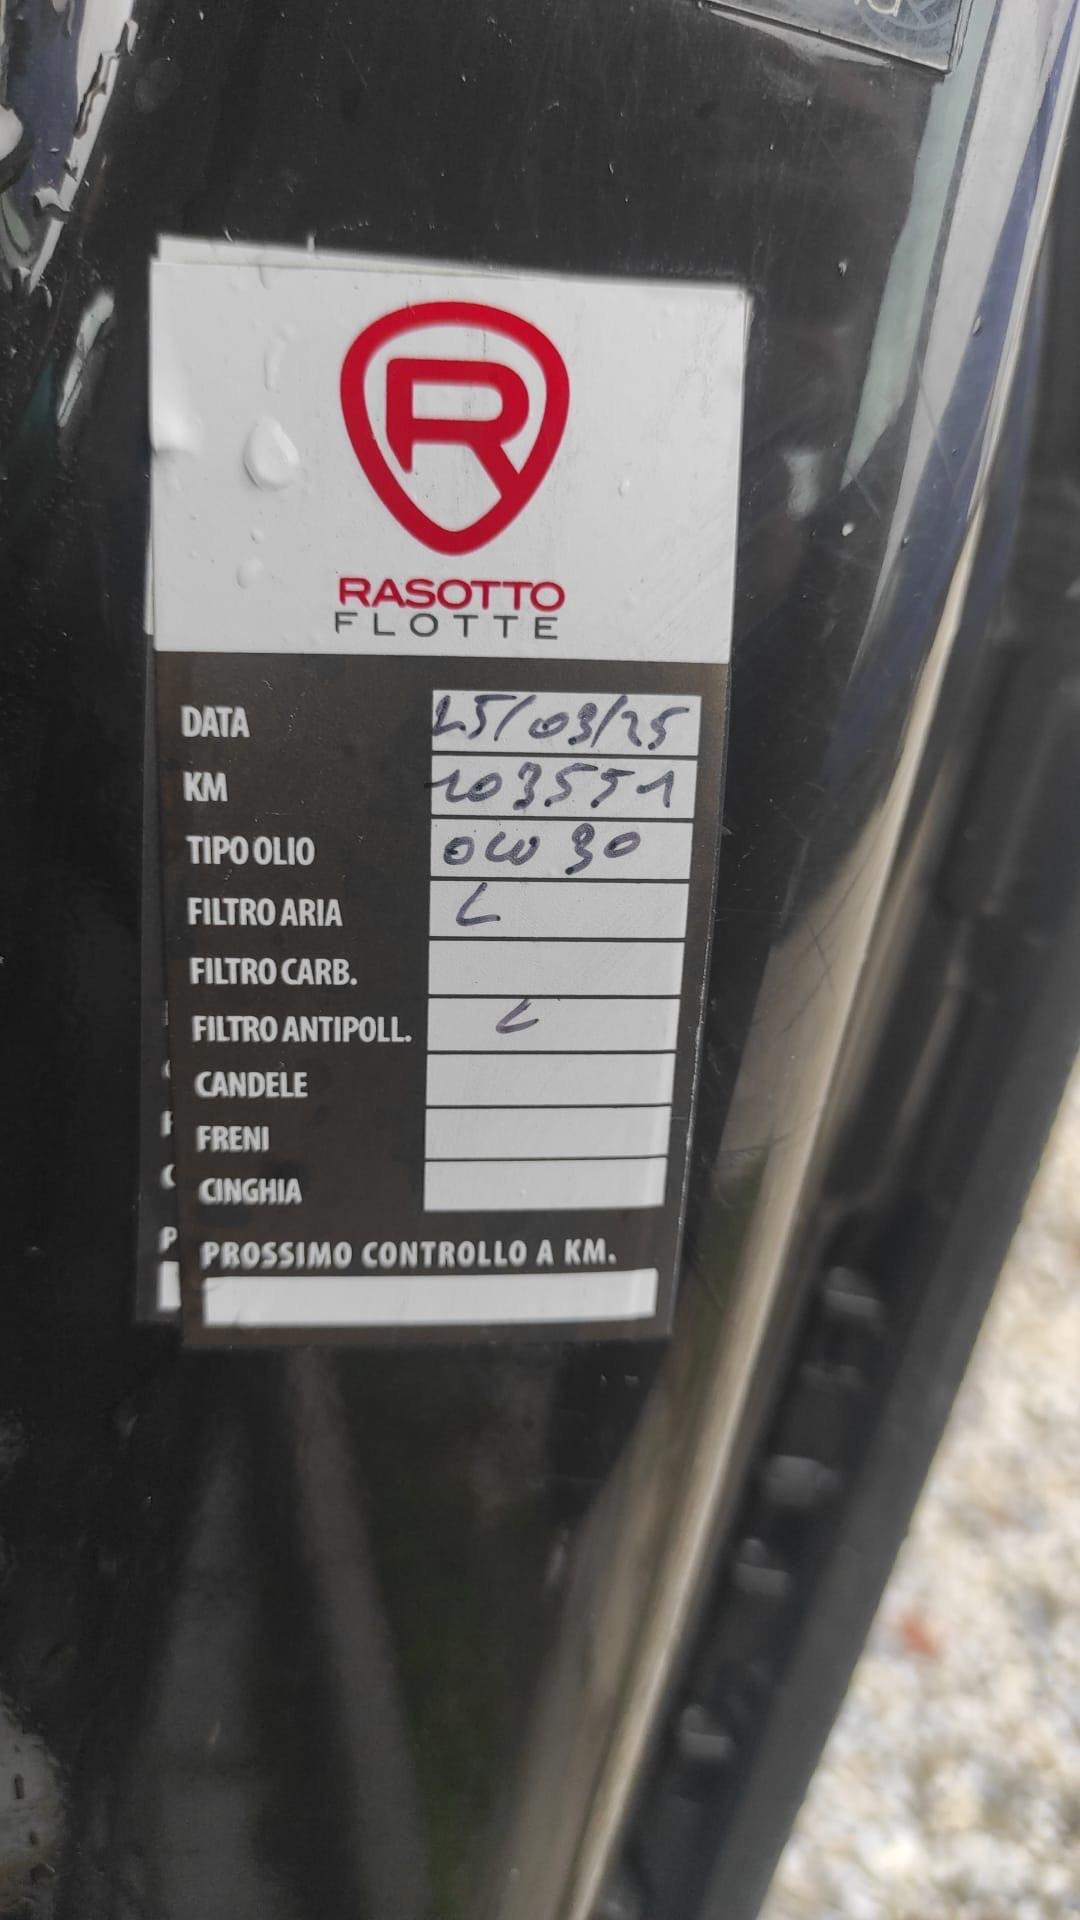 R
RASOTTO
FLOTTE
DATA 25/03/25
KM 103551
TIPO OLIO 0W30
FILTRO ARIA ✓
FILTRO CARB.
FILTRO ANTIPOLL. ✓
CANDELE
FRENI
CINGHIA
PROSSIMO CONTROLLO A KM.